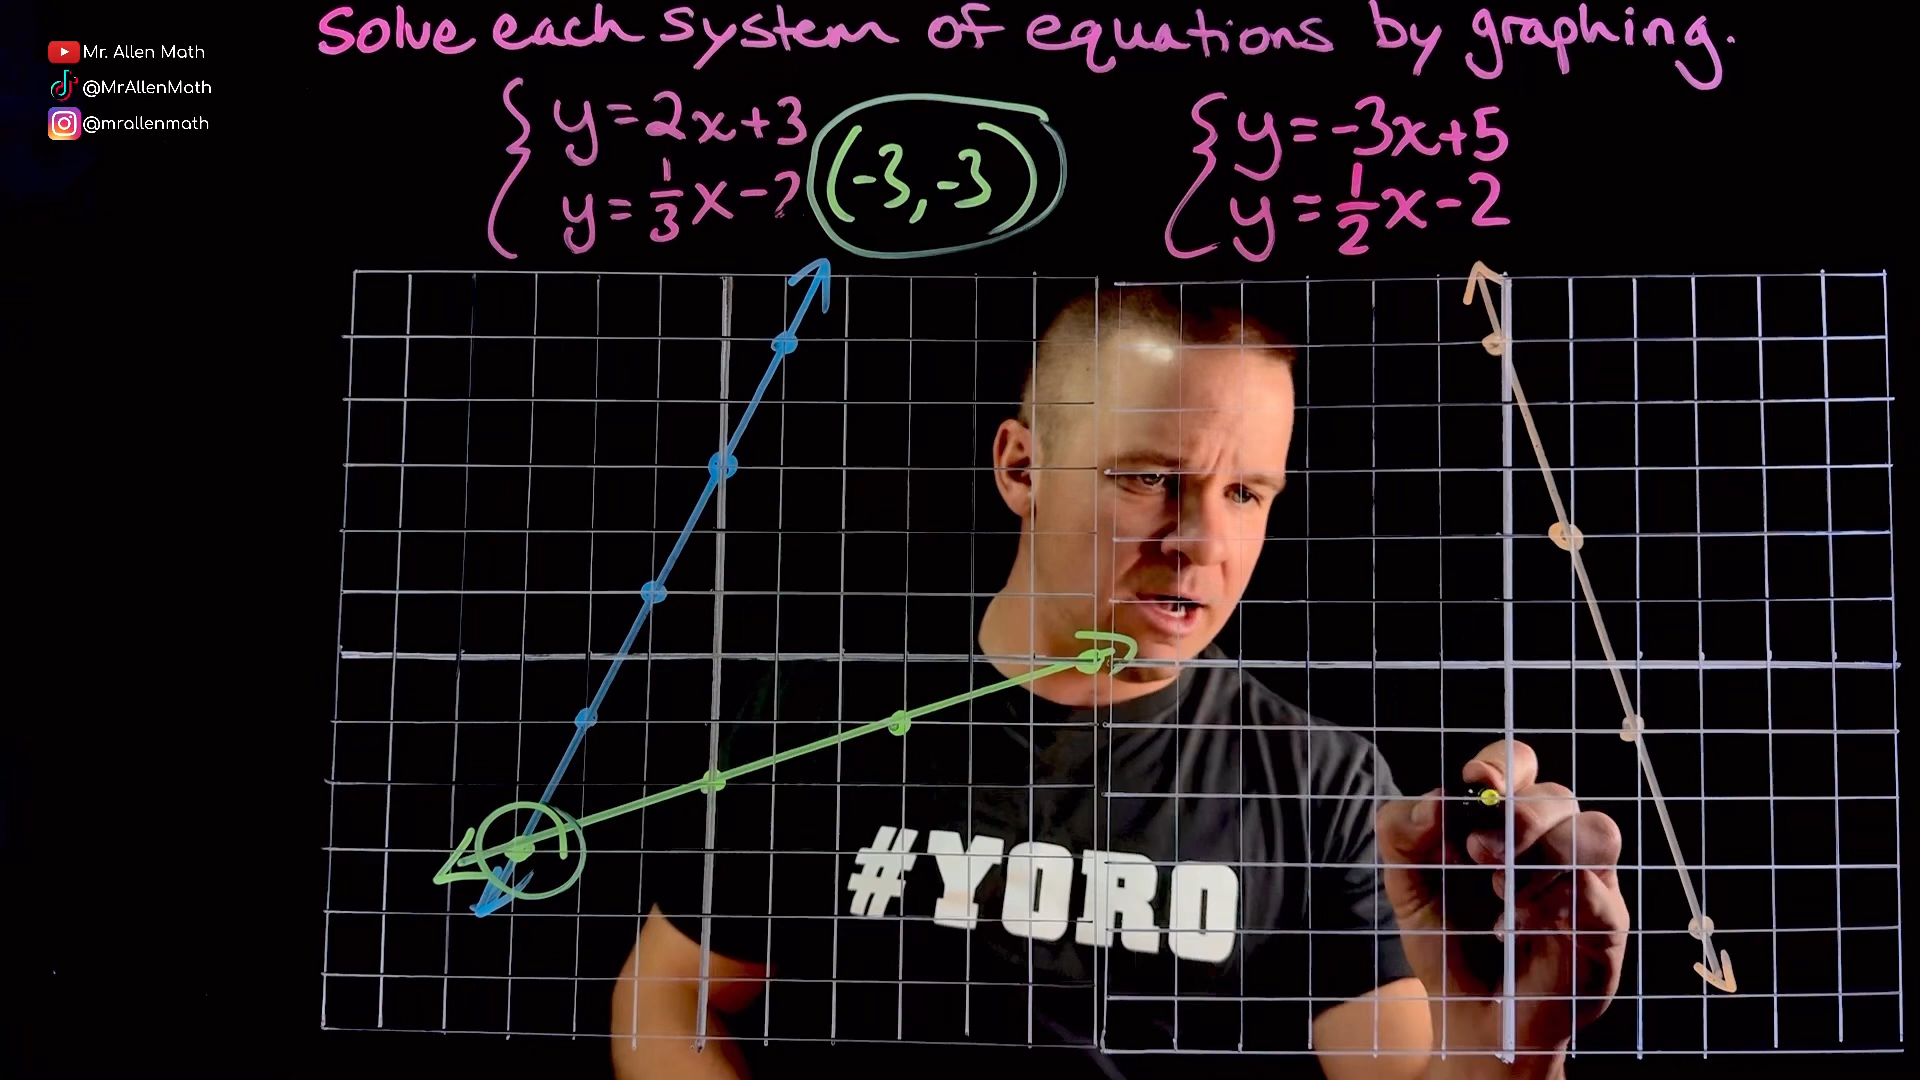 Solve each system of equations by graphing.
Mr. Allen Math
@MrAllenMath
@mrallenmath
y=2x+3
y=1/3x-2
(-3,-3)
y=-3x+5
y=1/2x-2
#YORO